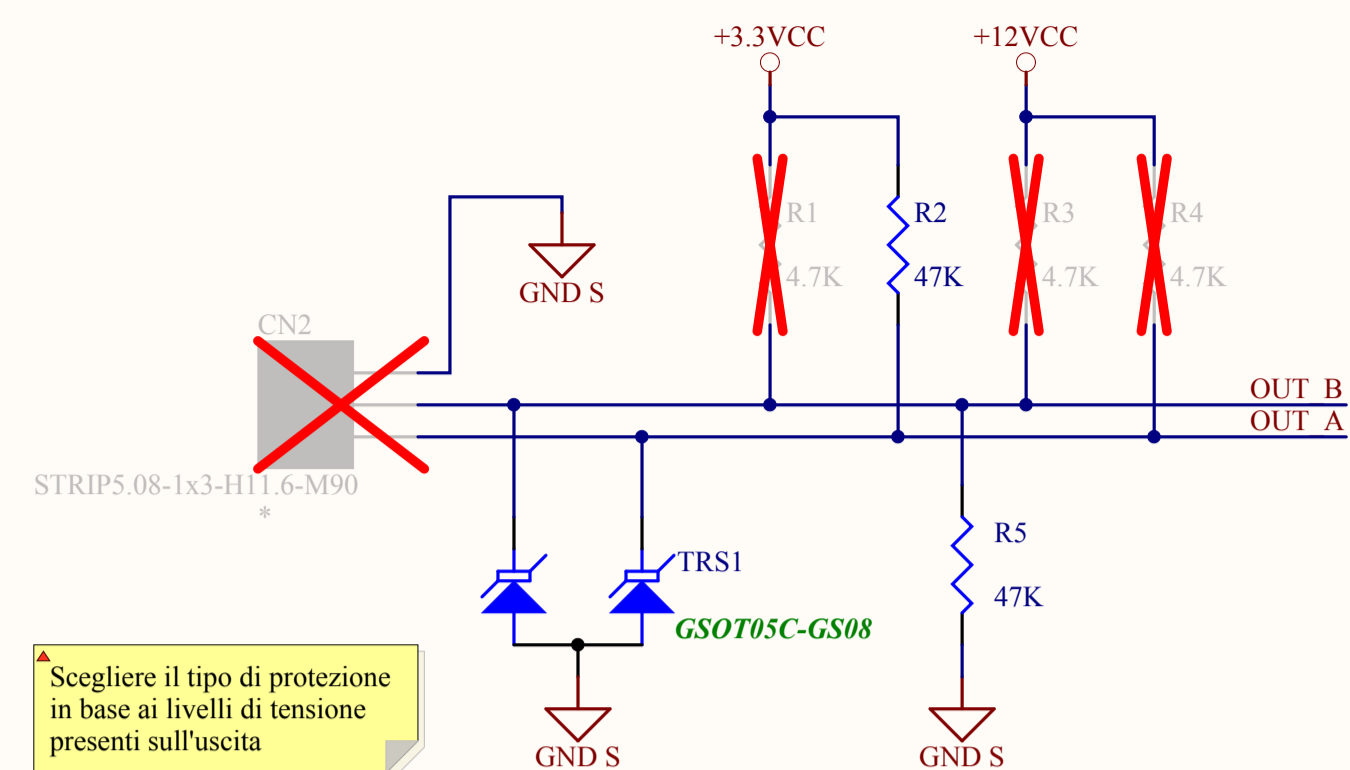 +3.3VCC
+12VCC
R1
4.7K
R2
47K
R3
4.7K
R4
4.7K
GND S
CN2
STRIP5.08-1x3-H11.6-M90
*
OUT B
OUT A
TRS1
GSOT05C-GS08
R5
47K
GND S
GND S
Scegliere il tipo di protezione
in base ai livelli di tensione
presenti sull'uscita